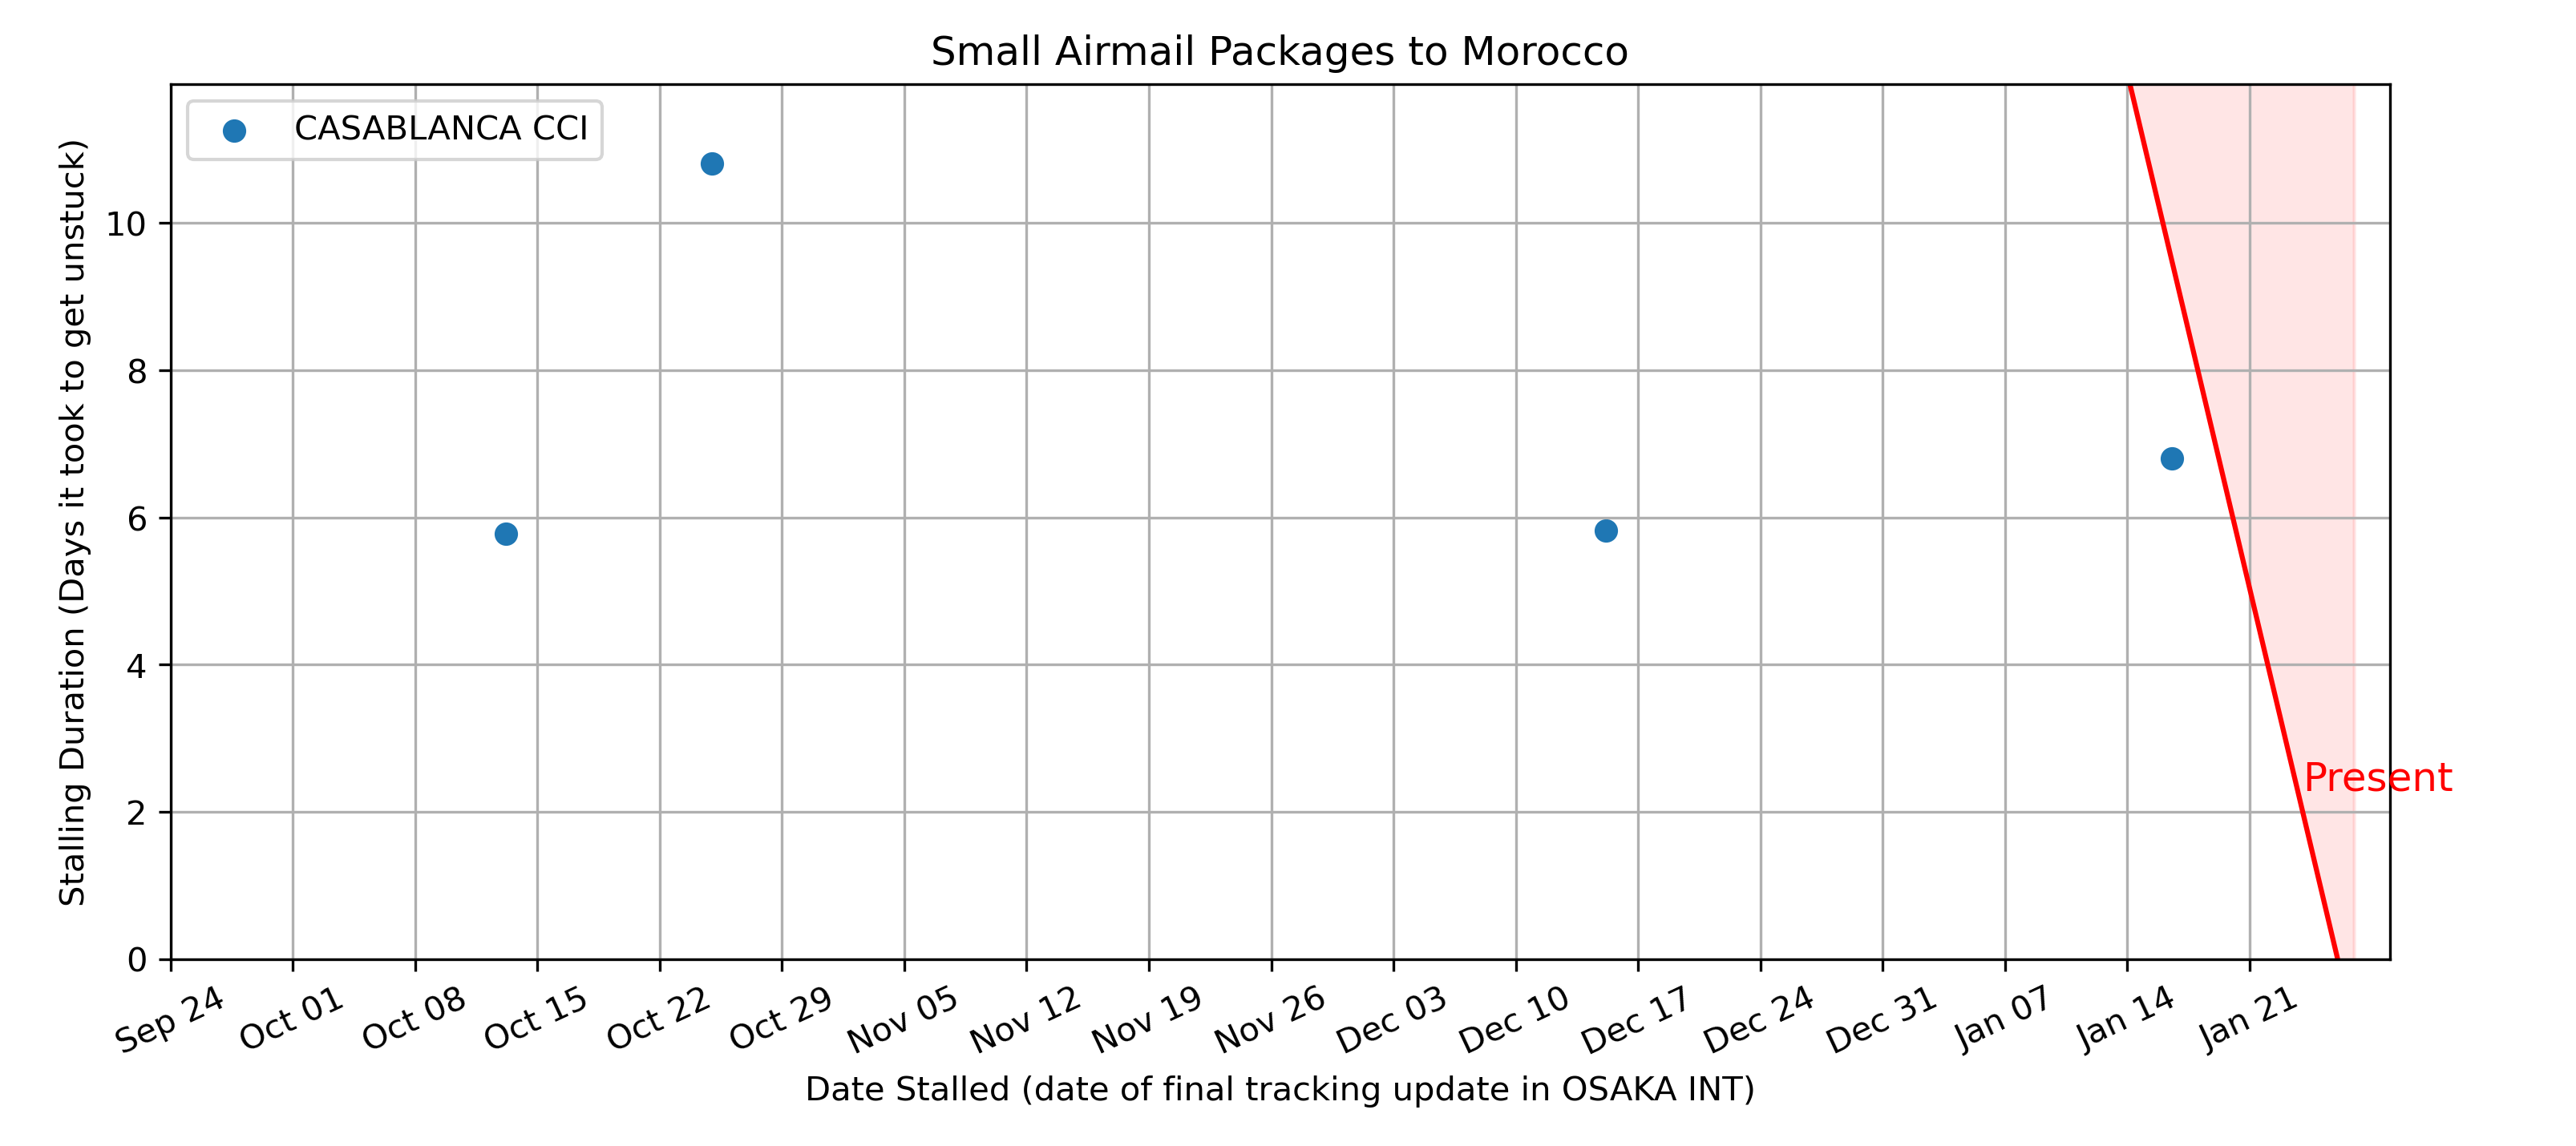 Small Airmail Packages to Morocco
CASABLANCA CCI
Stalling Duration (Days it took to get unstuck)
10
8
6
4
2
0
Present
Sep 24
Oct 01
Oct 08
Oct 15
Oct 22
Oct 29
Nov 05
Nov 12
Nov 19
Nov 26
Dec 03
Dec 10
Dec 17
Dec 24
Dec 31
Jan 07
Jan 14
Jan 21
Date Stalled (date of final tracking update in OSAKA INT)